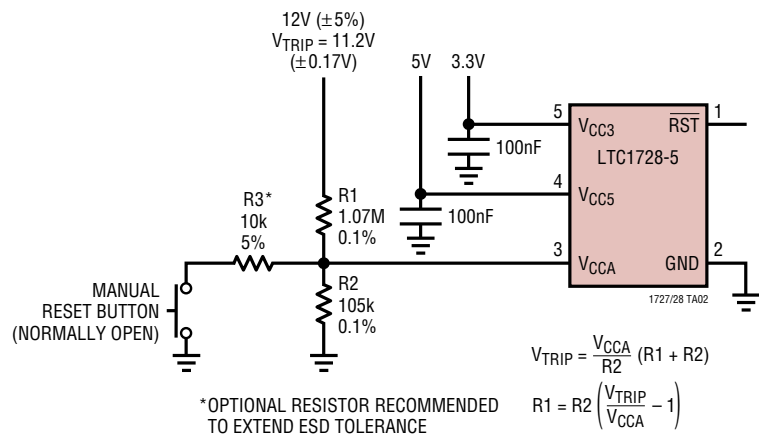 12V (±5%)
VTRIP = 11.2V
(±0.17V)
5V
3.3V
5
VCC3
RST
1
100nF
LTC1728-5
4
VCC5
100nF
R3*
10k
5%
R1
1.07M
0.1%
3
VCCA
GND
2
R2
105k
0.1%
MANUAL
RESET BUTTON
(NORMALLY OPEN)
1727/28 TA02
VTRIP = VCCA/R2 (R1 + R2)
R1 = R2 (VTRIP/VCCA – 1)
*OPTIONAL RESISTOR RECOMMENDED
TO EXTEND ESD TOLERANCE